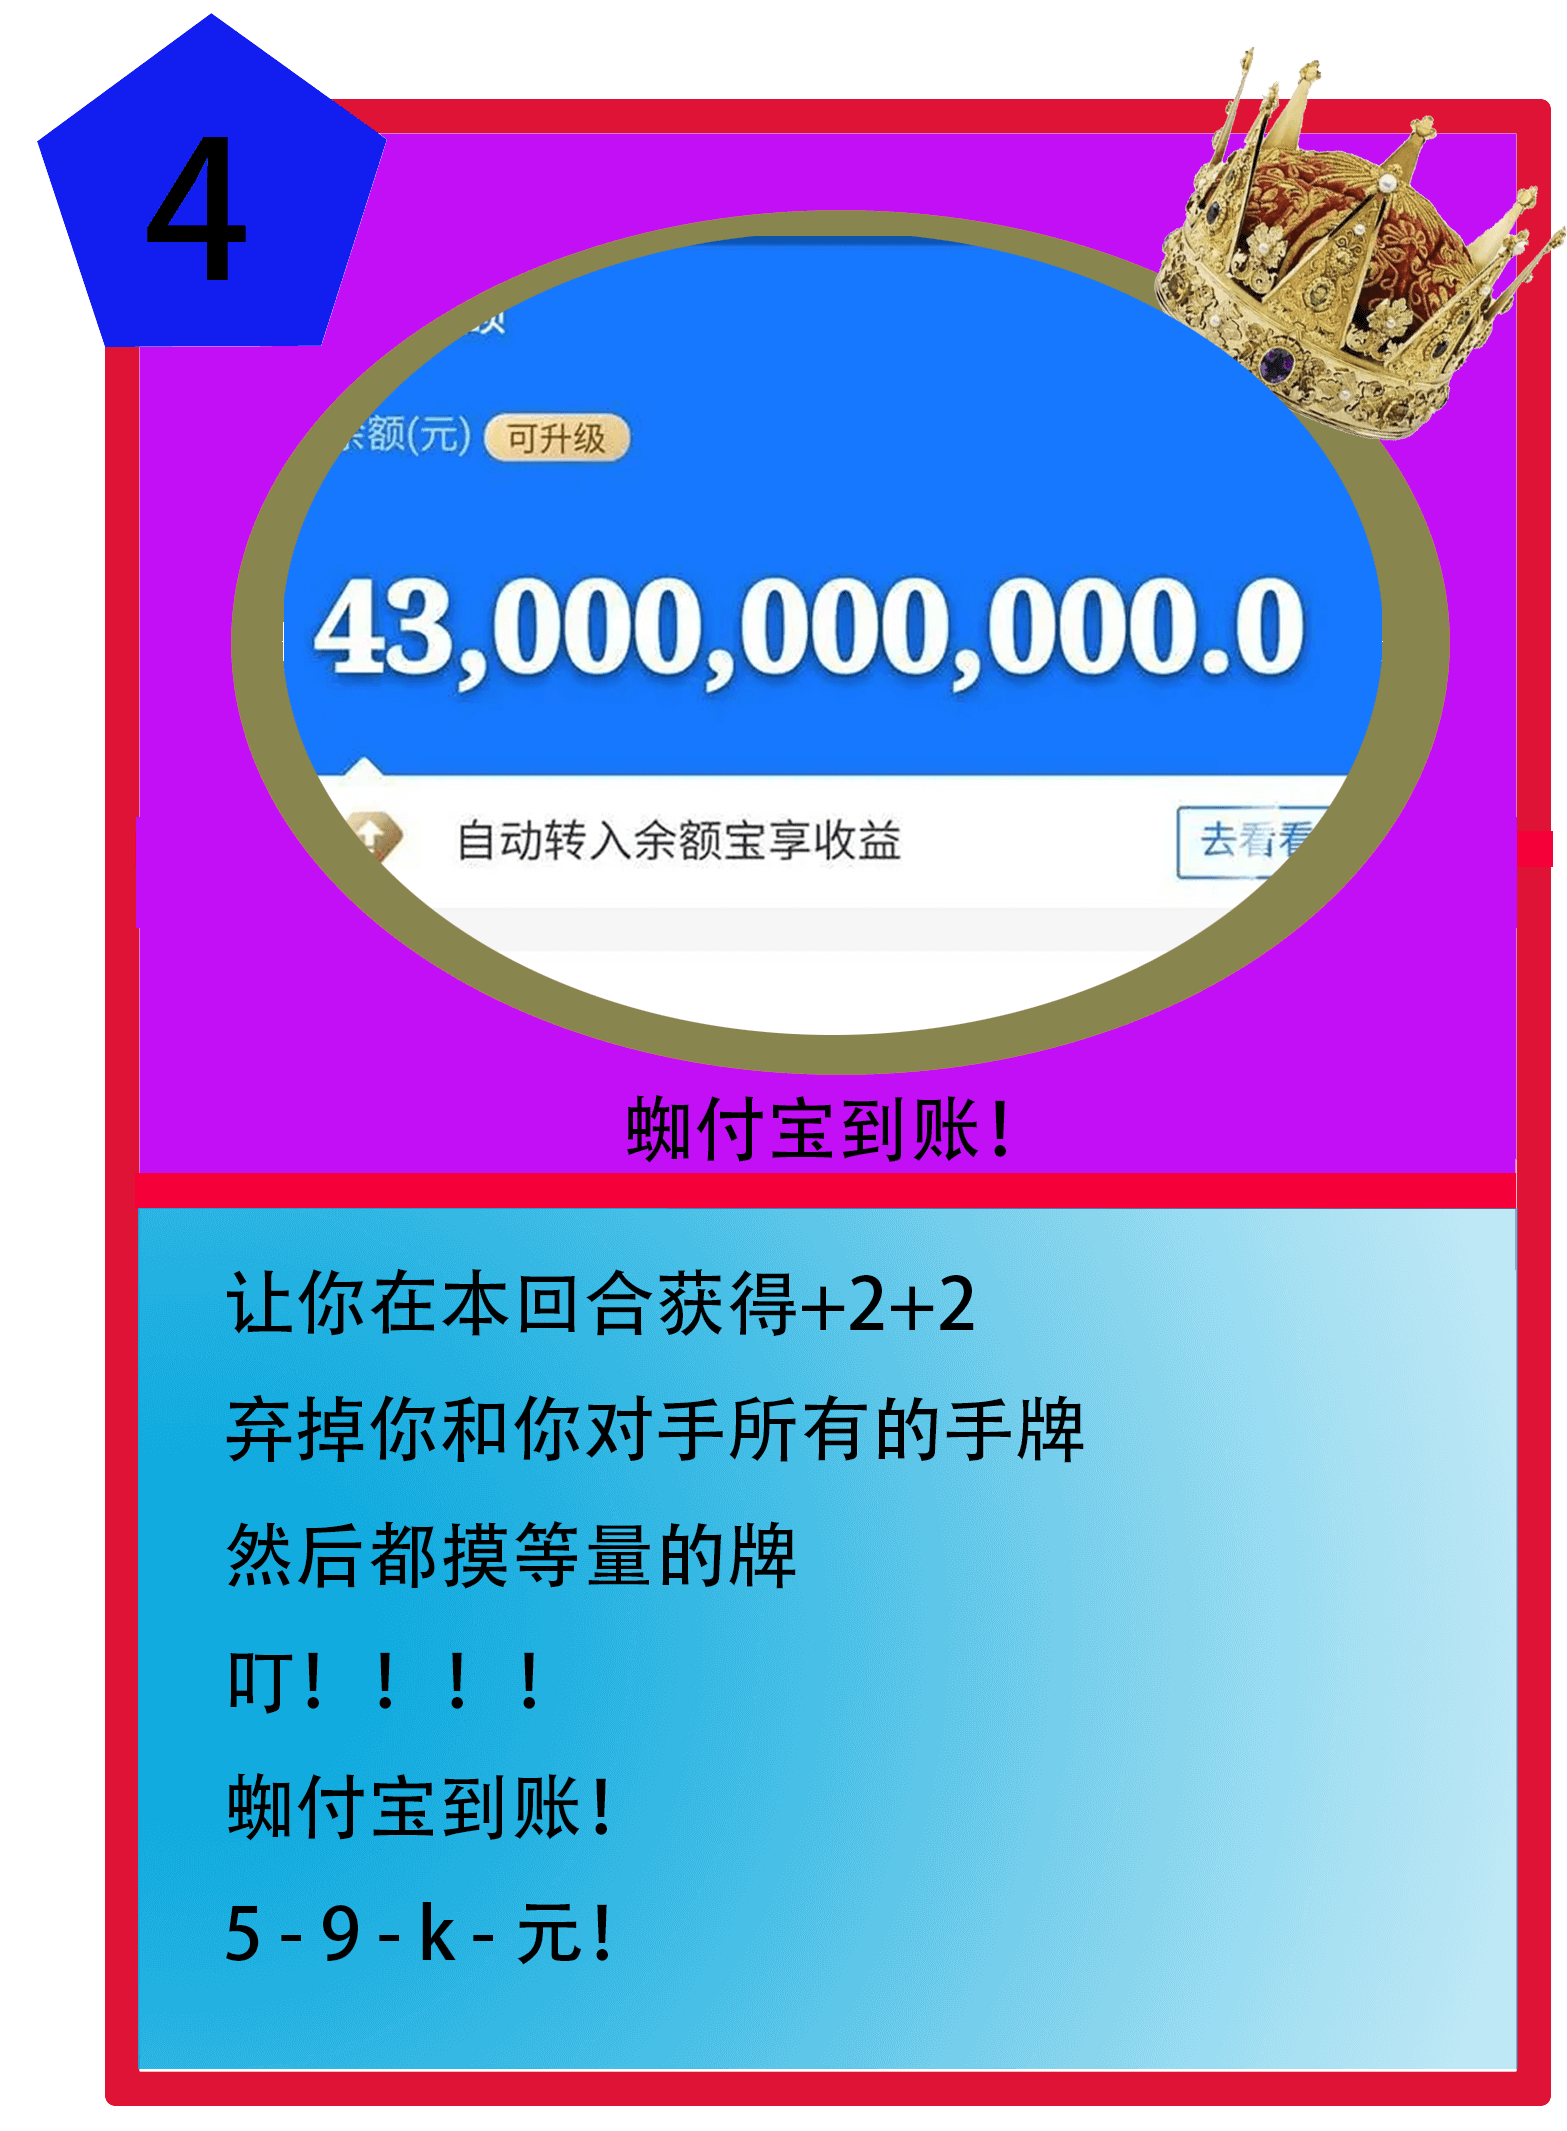 4
额
余额(元) 可升级
43,000,000,000.0
自动转入余额宝享收益 去看看
蜘付宝到账！
让你在本回合获得+2+2
弃掉你和你对手所有的手牌
然后都摸等量的牌
叮！！！！
蜘付宝到账！
5-9-k-元！